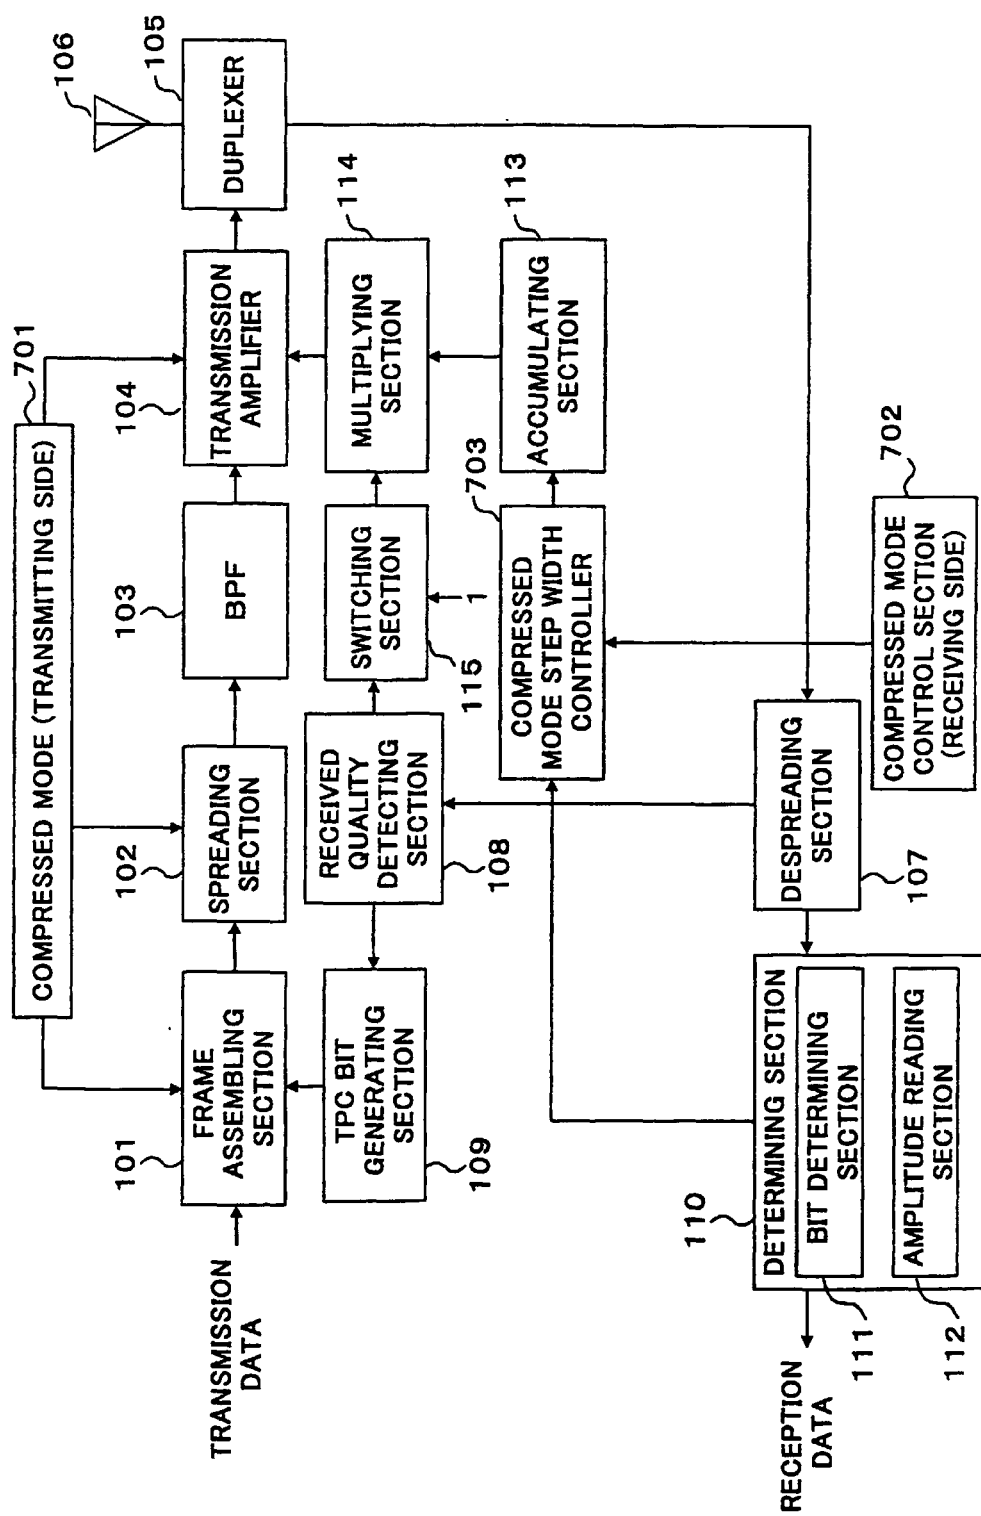 COMPRESSED MODE (TRANSMITTING SIDE)
701
TRANSMISSION
DATA
101
FRAME
ASSEMBLING
SECTION
102
SPREADING
SECTION
103
BPF
104
TRANSMISSION
AMPLIFIER
105
DUPLEXER
106
109
TPC BIT
GENERATING
SECTION
108
RECEIVED
QUALITY
DETECTING
SECTION
115
SWITCHING
SECTION
1
114
MULTIPLYING
SECTION
703
COMPRESSED
MODE STEP WIDTH
CONTROLLER
113
ACCUMULATING
SECTION
RECEPTION
DATA
110
DETERMINING SECTION
111
BIT DETERMINING
SECTION
112
AMPLITUDE READING
SECTION
107
DESPREADING
SECTION
702
COMPRESSED MODE
CONTROL SECTION
(RECEIVING SIDE)